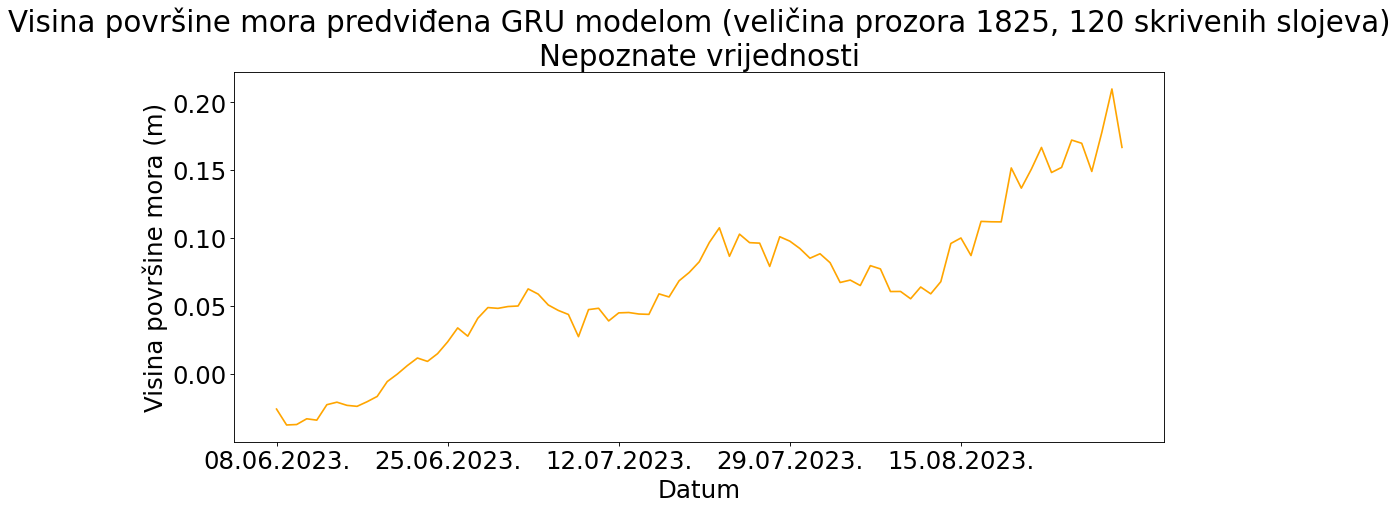 Visina površine mora predviđena GRU modelom (veličina prozora 1825, 120 skrivenih slojeva)
Nepoznate vrijednosti
Visina površine mora (m)
0.20
0.15
0.10
0.05
0.00
08.06.2023. 25.06.2023. 12.07.2023. 29.07.2023. 15.08.2023.
Datum